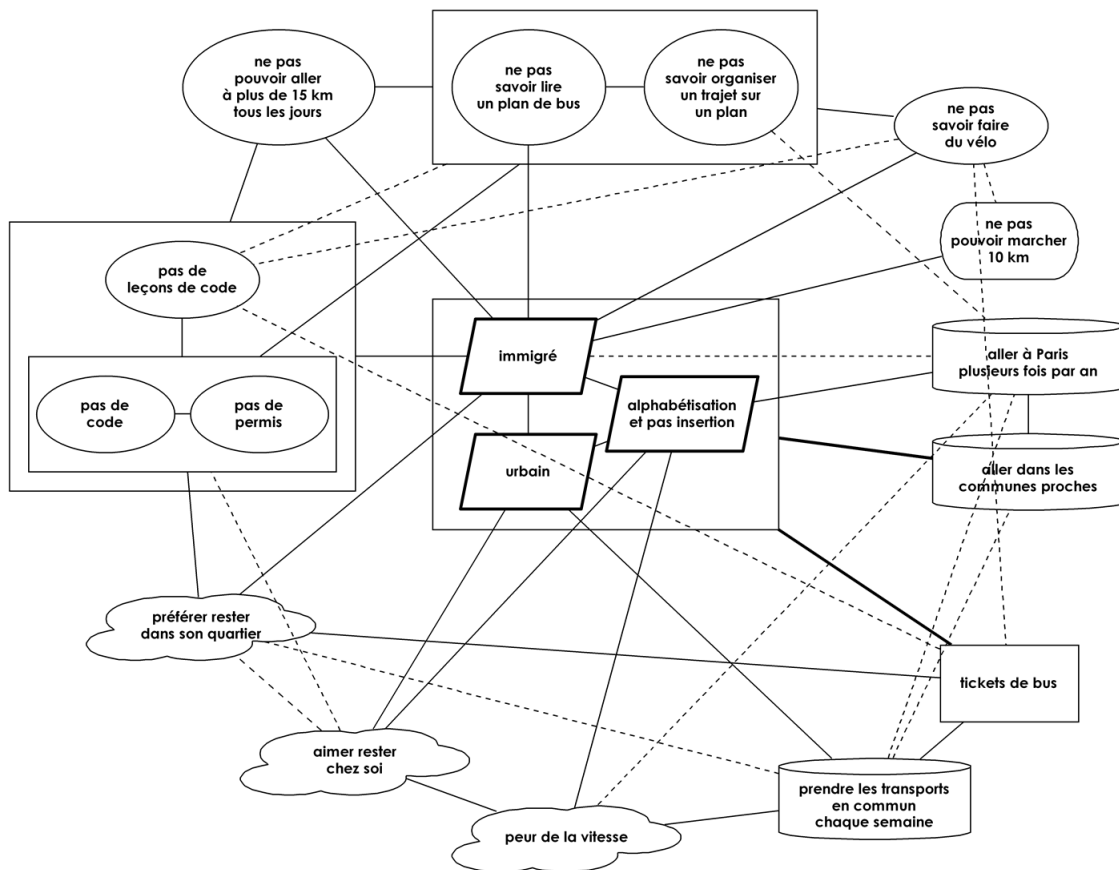 ne pas
pouvoir aller
à plus de 15 km
tous les jours
ne pas
savoir lire
un plan de bus
ne pas
savoir organiser
un trajet sur
un plan
ne pas
savoir faire
du vélo
ne pas
pouvoir marcher
10 km
pas de
leçons de code
immigré
aller à Paris
plusieurs fois par an
pas de
code
pas de
permis
alphabétisation
et pas insertion
urbain
aller dans les
communes proches
préférer rester
dans son quartier
tickets de bus
aimer rester
chez soi
prendre les transports
en commun
chaque semaine
peur de la vitesse